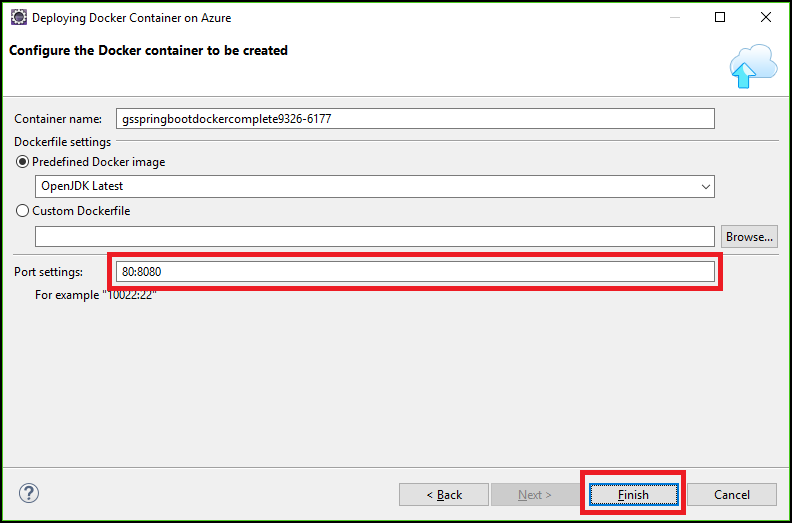 Deploying Docker Container on Azure
Configure the Docker container to be created
Container name: gsspringbootdockercomplete9326-6177
Dockerfile settings
Predefined Docker image
OpenJDK Latest
Custom Dockerfile
Browse...
Port settings: 80:8080
For example "10022:22"
? < Back Next > Finish Cancel